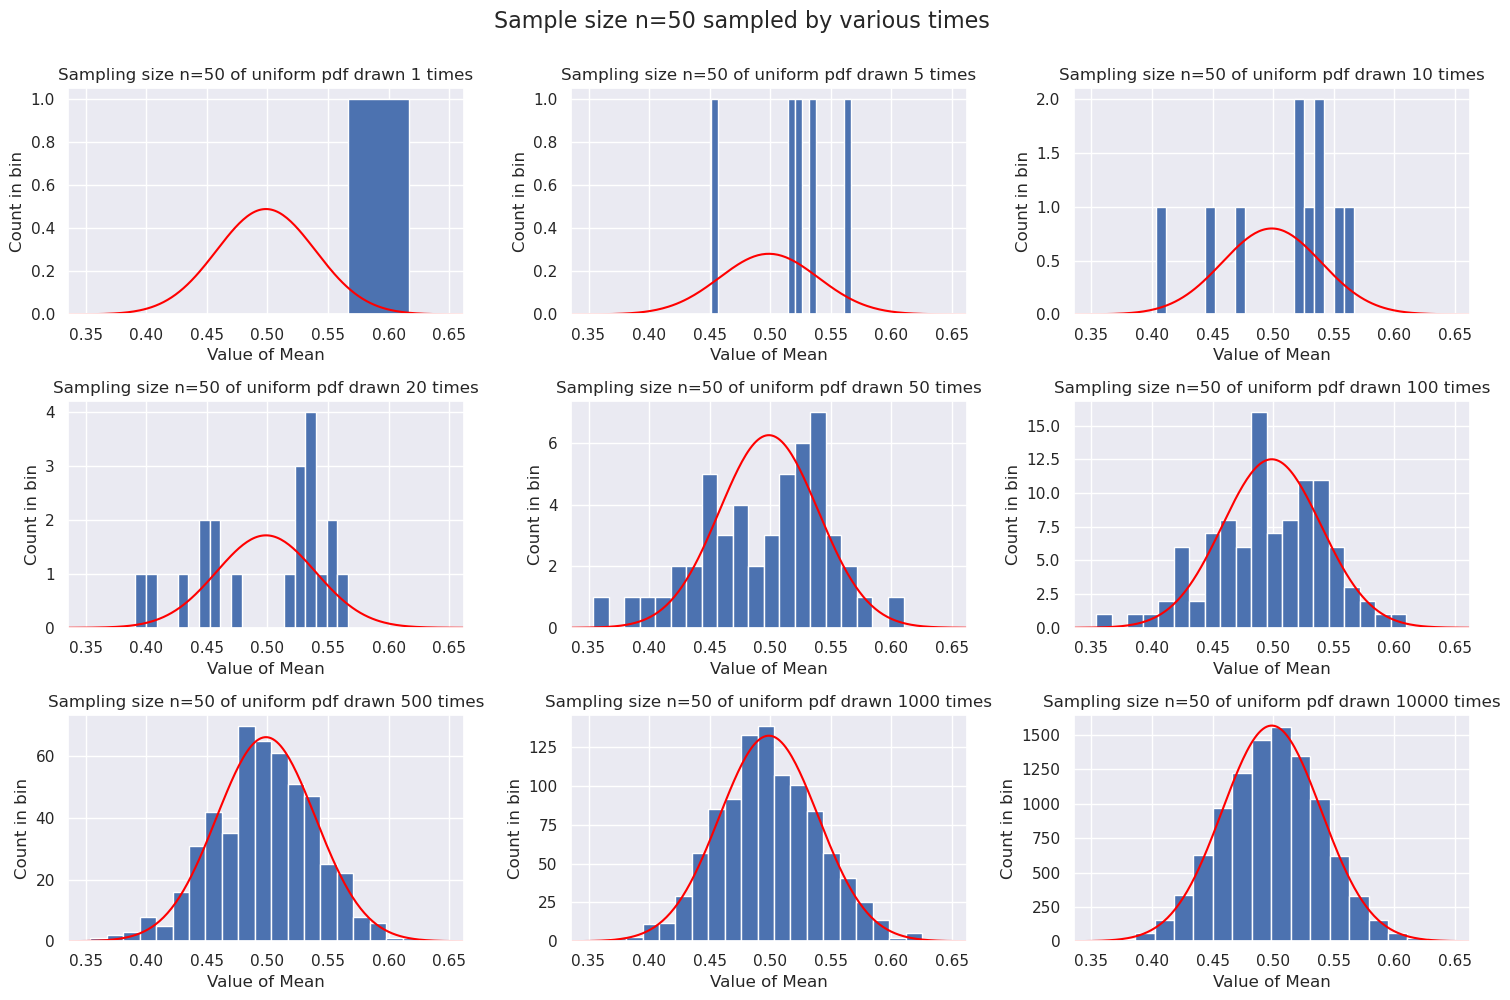 Sample size n=50 sampled by various times
Sampling size n=50 of uniform pdf drawn 1 times
Count in bin
1.0
0.8
0.6
0.4
0.2
0.0
0.35 0.40 0.45 0.50 0.55 0.60 0.65
Value of Mean
Sampling size n=50 of uniform pdf drawn 5 times
Count in bin
1.0
0.8
0.6
0.4
0.2
0.0
0.35 0.40 0.45 0.50 0.55 0.60 0.65
Value of Mean
Sampling size n=50 of uniform pdf drawn 10 times
Count in bin
2.0
1.5
1.0
0.5
0.0
0.35 0.40 0.45 0.50 0.55 0.60 0.65
Value of Mean
Sampling size n=50 of uniform pdf drawn 20 times
Count in bin
4
3
2
1
0
0.35 0.40 0.45 0.50 0.55 0.60 0.65
Value of Mean
Sampling size n=50 of uniform pdf drawn 50 times
Count in bin
6
4
2
0
0.35 0.40 0.45 0.50 0.55 0.60 0.65
Value of Mean
Sampling size n=50 of uniform pdf drawn 100 times
Count in bin
15.0
12.5
10.0
7.5
5.0
2.5
0.0
0.35 0.40 0.45 0.50 0.55 0.60 0.65
Value of Mean
Sampling size n=50 of uniform pdf drawn 500 times
Count in bin
60
40
20
0
0.35 0.40 0.45 0.50 0.55 0.60 0.65
Value of Mean
Sampling size n=50 of uniform pdf drawn 1000 times
Count in bin
125
100
75
50
25
0
0.35 0.40 0.45 0.50 0.55 0.60 0.65
Value of Mean
Sampling size n=50 of uniform pdf drawn 10000 times
Count in bin
1500
1250
1000
750
500
250
0
0.35 0.40 0.45 0.50 0.55 0.60 0.65
Value of Mean